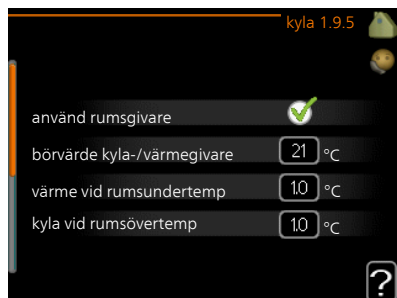 kyla 1.9.5
använd rumsgivare
börvärde kyla-/värmegivare 21 °C
värme vid rumsundertemp 1.0 °C
kyla vid rumsövertemp 1.0 °C
?